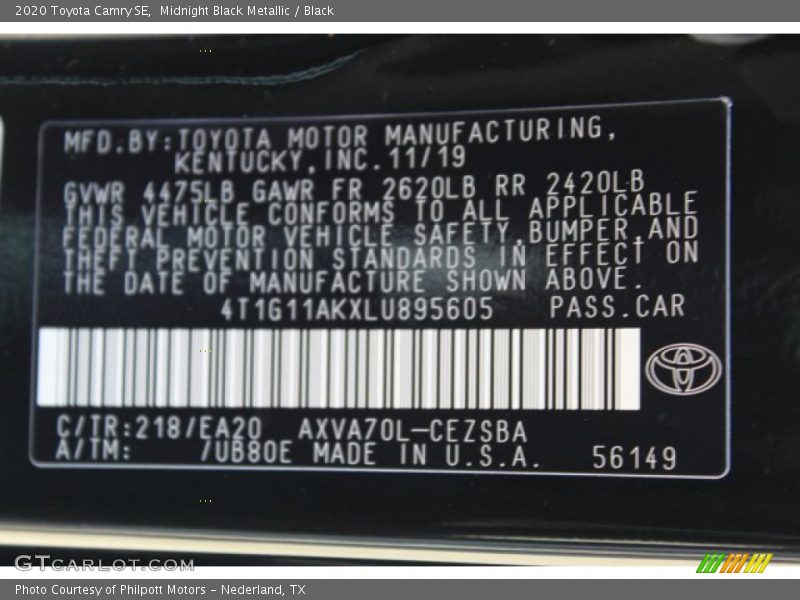 2020 Toyota Camry SE,  Midnight Black Metallic / Black
MFD.BY:TOYOTA MOTOR MANUFACTURING,
KENTUCKY,INC.11/19
GVWR 4475LB GAWR FR 2620LB RR 2420LB
THIS VEHICLE CONFORMS TO ALL APPLICABLE
FEDERAL MOTOR VEHICLE SAFETY,BUMPER,AND
THEFT PREVENTION STANDARDS IN EFFECT ON
THE DATE OF MANUFACTURE SHOWN ABOVE.
4T1G11AKXLU895605 PASS.CAR
C/TR:218/EA20 AXVA70L-CEZSBA
A/TM: /UB80E MADE IN U.S.A. 56149
GTCARLOT.COM
Photo Courtesy of Philpott Motors - Nederland, TX